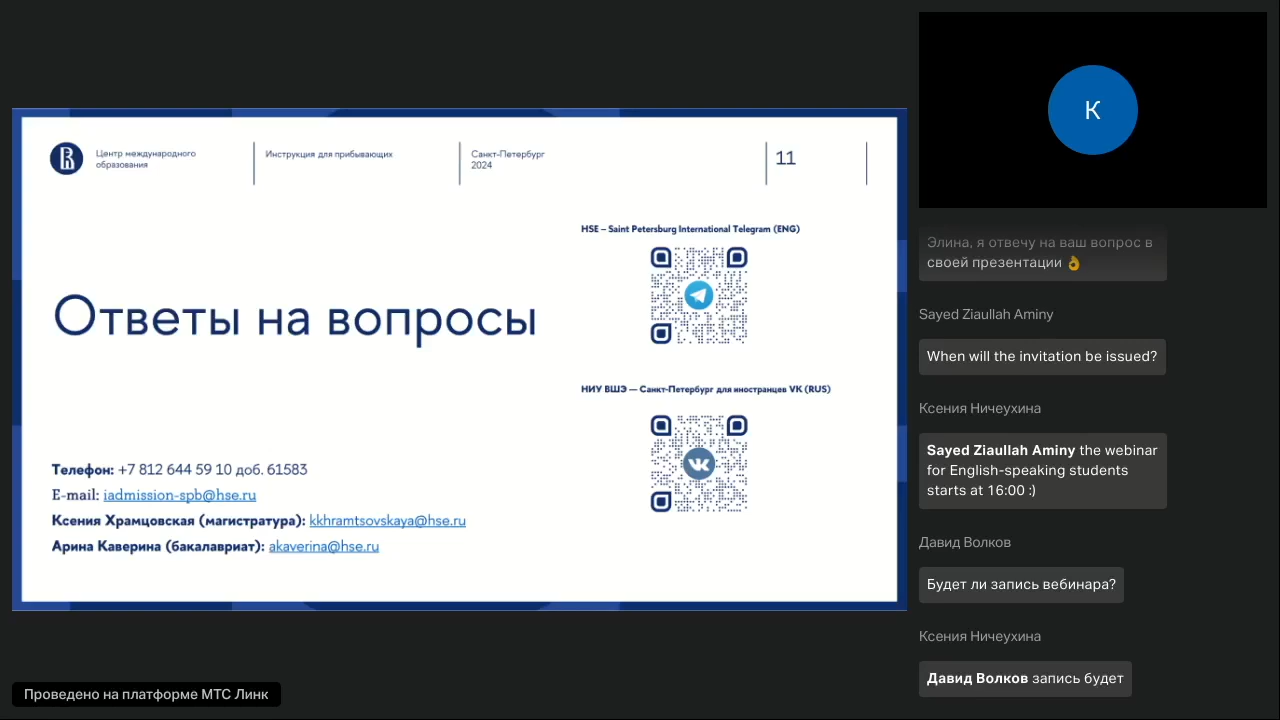 Центр международного
образования
Инструкция для прибывающих
Санкт-Петербург
2024
11
HSE – Saint Petersburg International Telegram (ENG)
Ответы на вопросы
НИУ ВШЭ — Санкт-Петербург для иностранцев VK (RUS)
Телефон: +7 812 644 59 10 доб. 61583
E-mail: iadmission-spb@hse.ru
Ксения Храмцовская (магистратура): kkhramtsovskaya@hse.ru
Арина Каверина (бакалавриат): akaverina@hse.ru
Проведено на платформе МТС Линк
К
Элина, я отвечу на ваш вопрос в
своей презентации 👌
Sayed Ziaullah Aminy
When will the invitation be issued?
Ксения Ничеухина
Sayed Ziaullah Aminy the webinar
for English-speaking students
starts at 16:00 :)
Давид Волков
Будет ли запись вебинара?
Ксения Ничеухина
Давид Волков запись будет